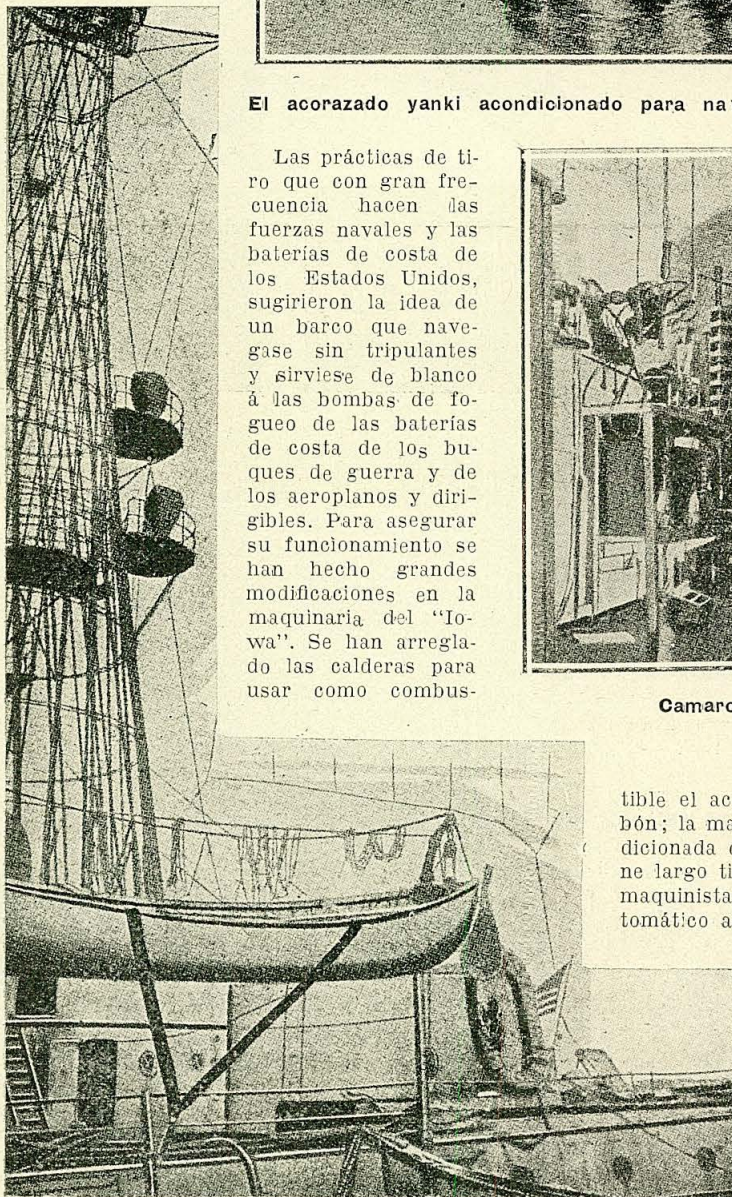 El acorazado yanki acondicionado para na
Las prácticas de ti-
ro que con gran fre-
cuencia hacen las
fuerzas navales y las
baterías de costa de
los Estados Unidos,
sugirieron la idea de
un barco que nave-
gase sin tripulantes
y sirviese de blanco
á las bombas de fo-
gueo de las baterías
de costa de los bu-
ques de guerra y de
los aeroplanos y diri-
gibles. Para asegurar
su funcionamiento se
han hecho grandes
modificaciones en la
maquinaria del “Io-
wa”. Se han arregla-
do las calderas para
usar como combus-
Camaro
tible el ac
bón; la ma
dicionada
ne largo ti
maquinista
tomático a